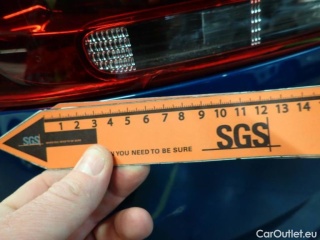 1 2 3 4 5 6 7 8 9 10 11 12 13 14
SGS
YOU NEED TO BE SURE
SGS
CarOutlet.eu